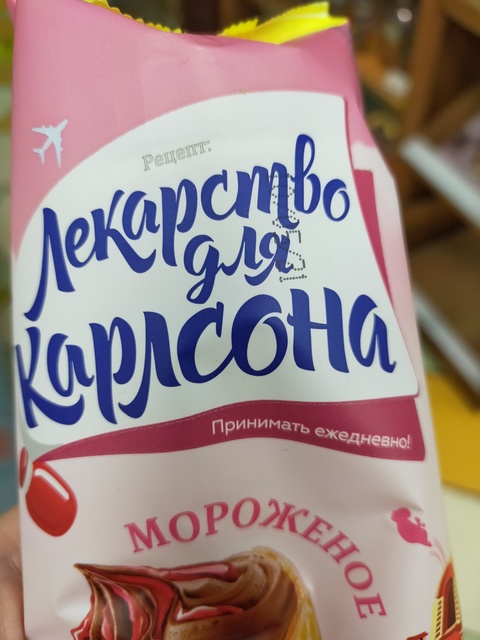 Рецепт:
Лекарство
для
Карлсона
Принимать ежедневно!
МОРОЖЕНОЕ